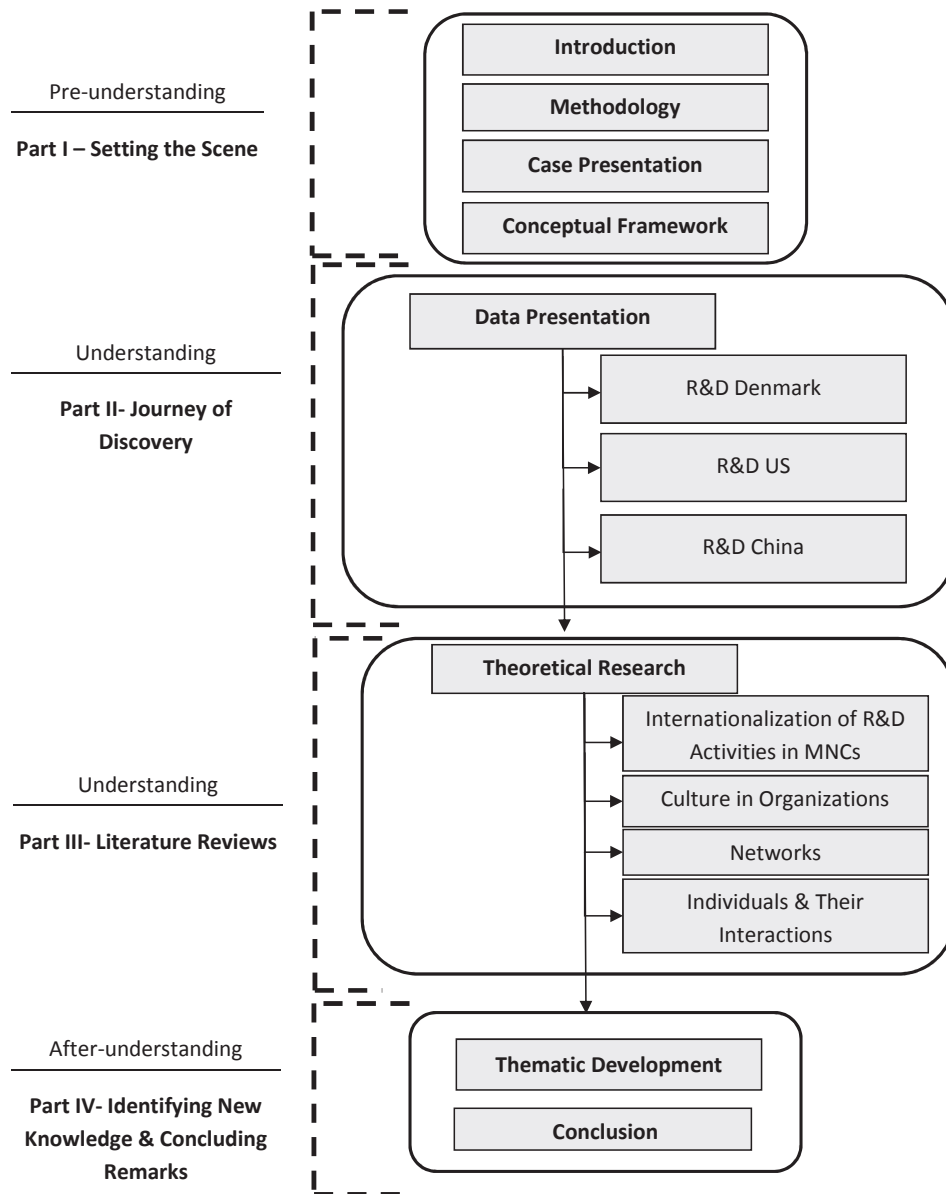 Pre-understanding
Part I – Setting the Scene
Introduction
Methodology
Case Presentation
Conceptual Framework
Understanding
Part II- Journey of
Discovery
Data Presentation
R&D Denmark
R&D US
R&D China
Understanding
Part III- Literature Reviews
Theoretical Research
Internationalization of R&D
Activities in MNCs
Culture in Organizations
Networks
Individuals & Their
Interactions
After-understanding
Part IV- Identifying New
Knowledge & Concluding
Remarks
Thematic Development
Conclusion